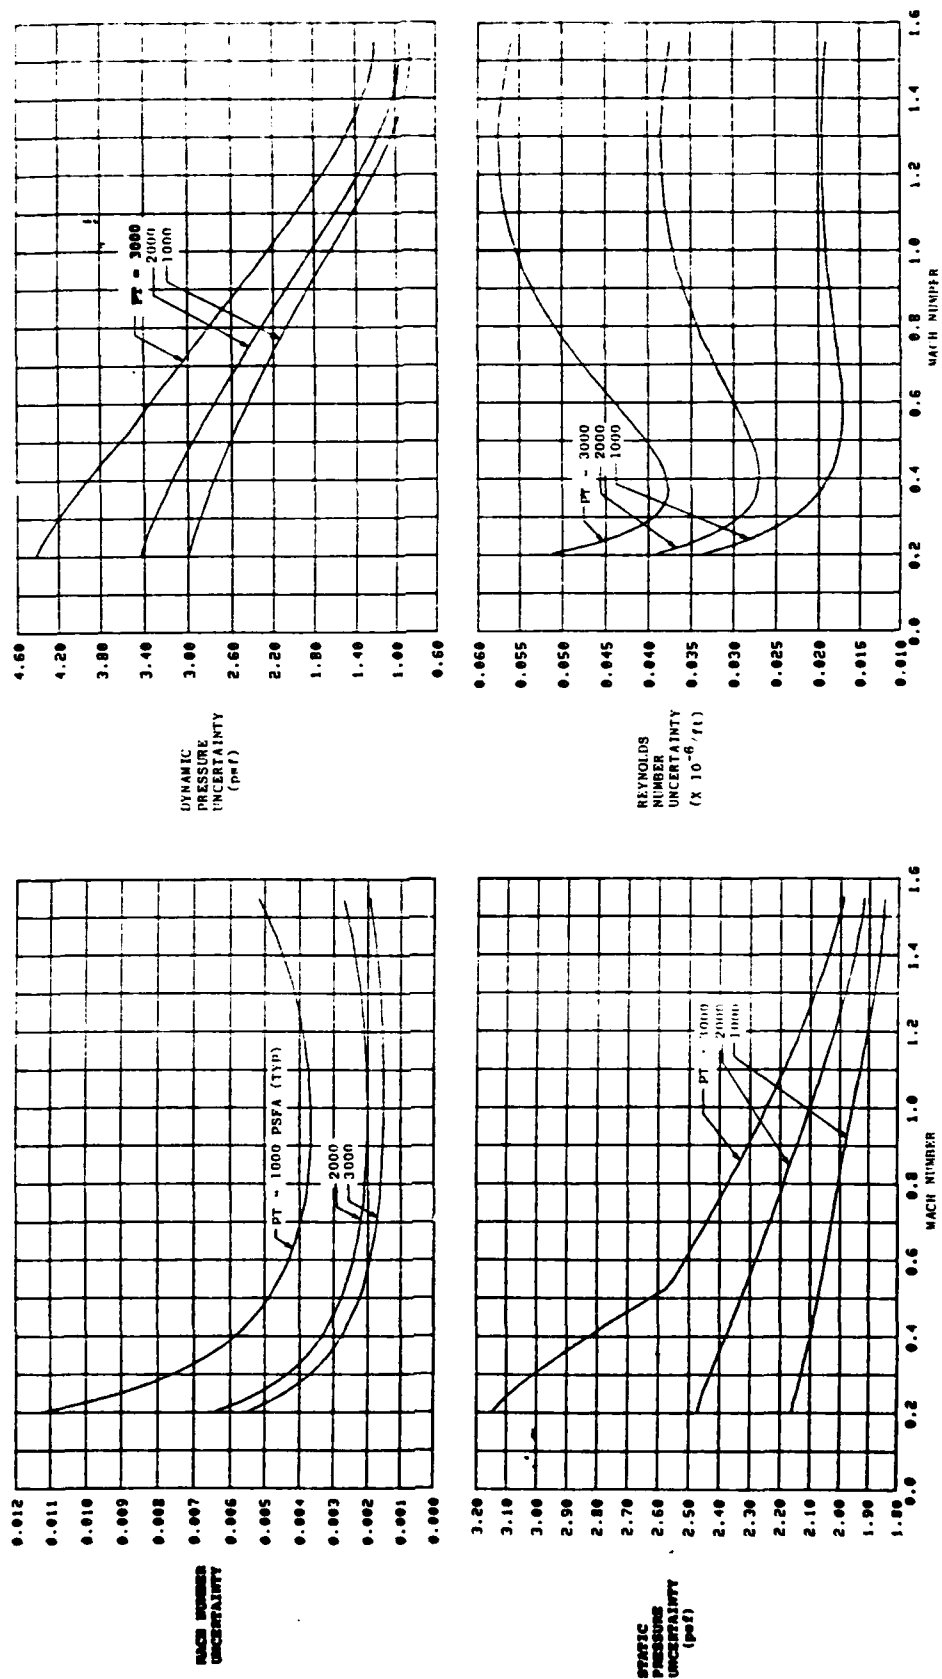 MACH NUMBER
UNCERTAINTY
0.012
0.011
0.010
0.009
0.008
0.006
0.005
0.004
0.003
0.002
0.001
0.000
PT - 1000 PSFA (TYP)
2000
3000
DYNAMIC
PRESSURE
UNCERTAINTY
(psf)
4.60
4.20
3.80
3.40
3.00
2.60
2.20
1.80
1.40
1.00
0.60
PT = 3000
2000
1000
STATIC
PRESSURE
UNCERTAINTY
(psf)
3.20
3.10
3.00
2.90
2.80
2.70
2.60
2.50
2.40
2.30
2.20
2.10
2.00
1.90
1.80
PT - 3000
2000
1000
0.0 0.2 0.4 0.6 0.8 1.0 1.2 1.4 1.6
MACH NUMBER
REYNOLDS
NUMBER
UNCERTAINTY
(X 10⁻⁶/ft)
0.060
0.055
0.050
0.045
0.040
0.035
0.030
0.025
0.020
0.010
PT - 3000
2000
1000
0.0 0.2 0.4 0.6 0.8 1.0 1.2 1.4 1.6
MACH NUMBER